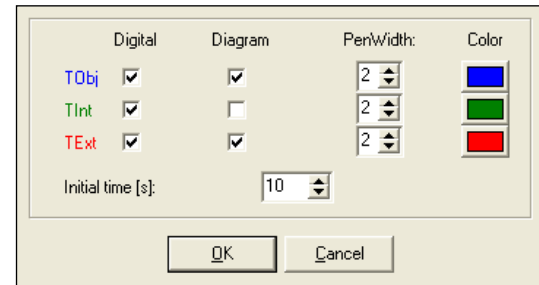 Digital Diagram PenWidth: Color
TObj 2
TInt 2
TExt 2
Initial time [s]: 10
OK Cancel